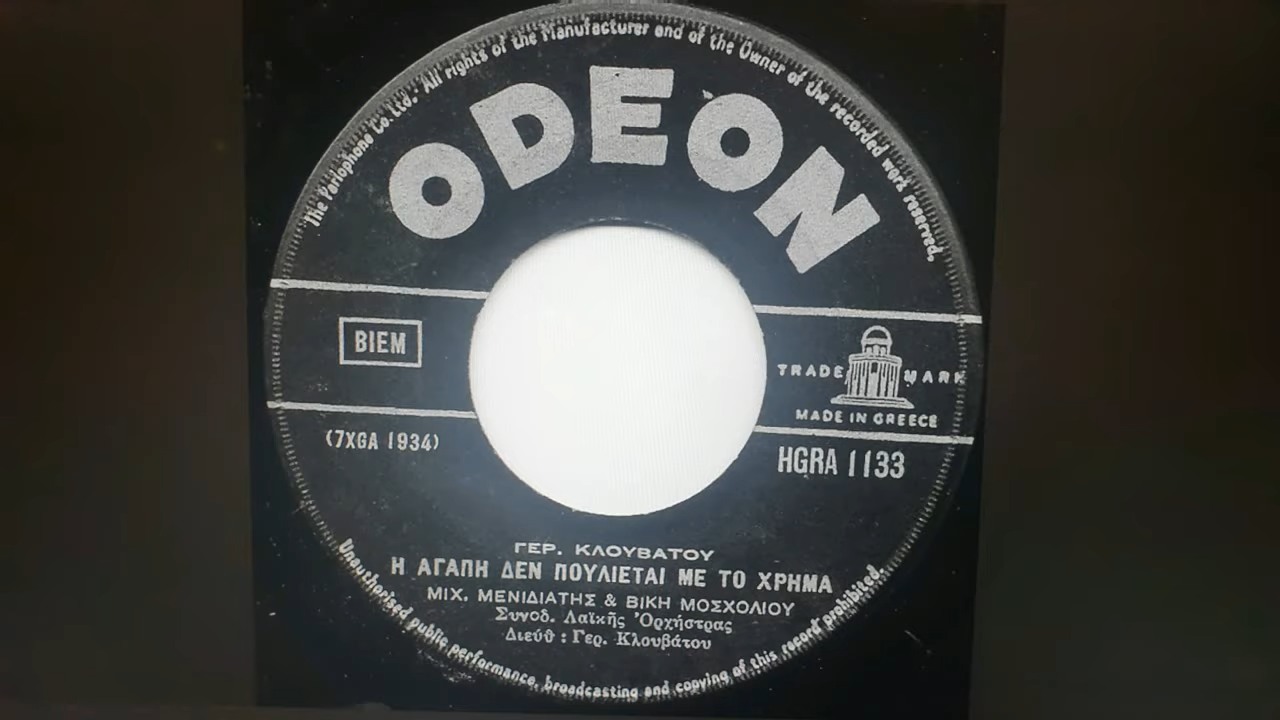 The Parlophone Co. Ltd. All rights of the Manufacturer and of the Owner of the recorded work reserved,
ODEON
BIEM
TRADE MARK
MADE IN GREECE
(7XGA 1934)
HGRA 1133
ΓΕΡ. ΚΛΟΥΒΑΤΟΥ
Η ΑΓΑΠΗ ΔΕΝ ΠΟΥΛΙΕΤΑΙ ΜΕ ΤΟ ΧΡΗΜΑ
ΜΙΧ. ΜΕΝΙΔΙΑΤΗΣ & ΒΙΚΗ ΜΟΣΧΟΛΙΟΥ
Συνοδ. Λαϊκῆς Ὀρχήστρας
Διεύθ : Γερ. Κλουβάτου
Unauthorised public performance, broadcasting and copying of this record prohibited.